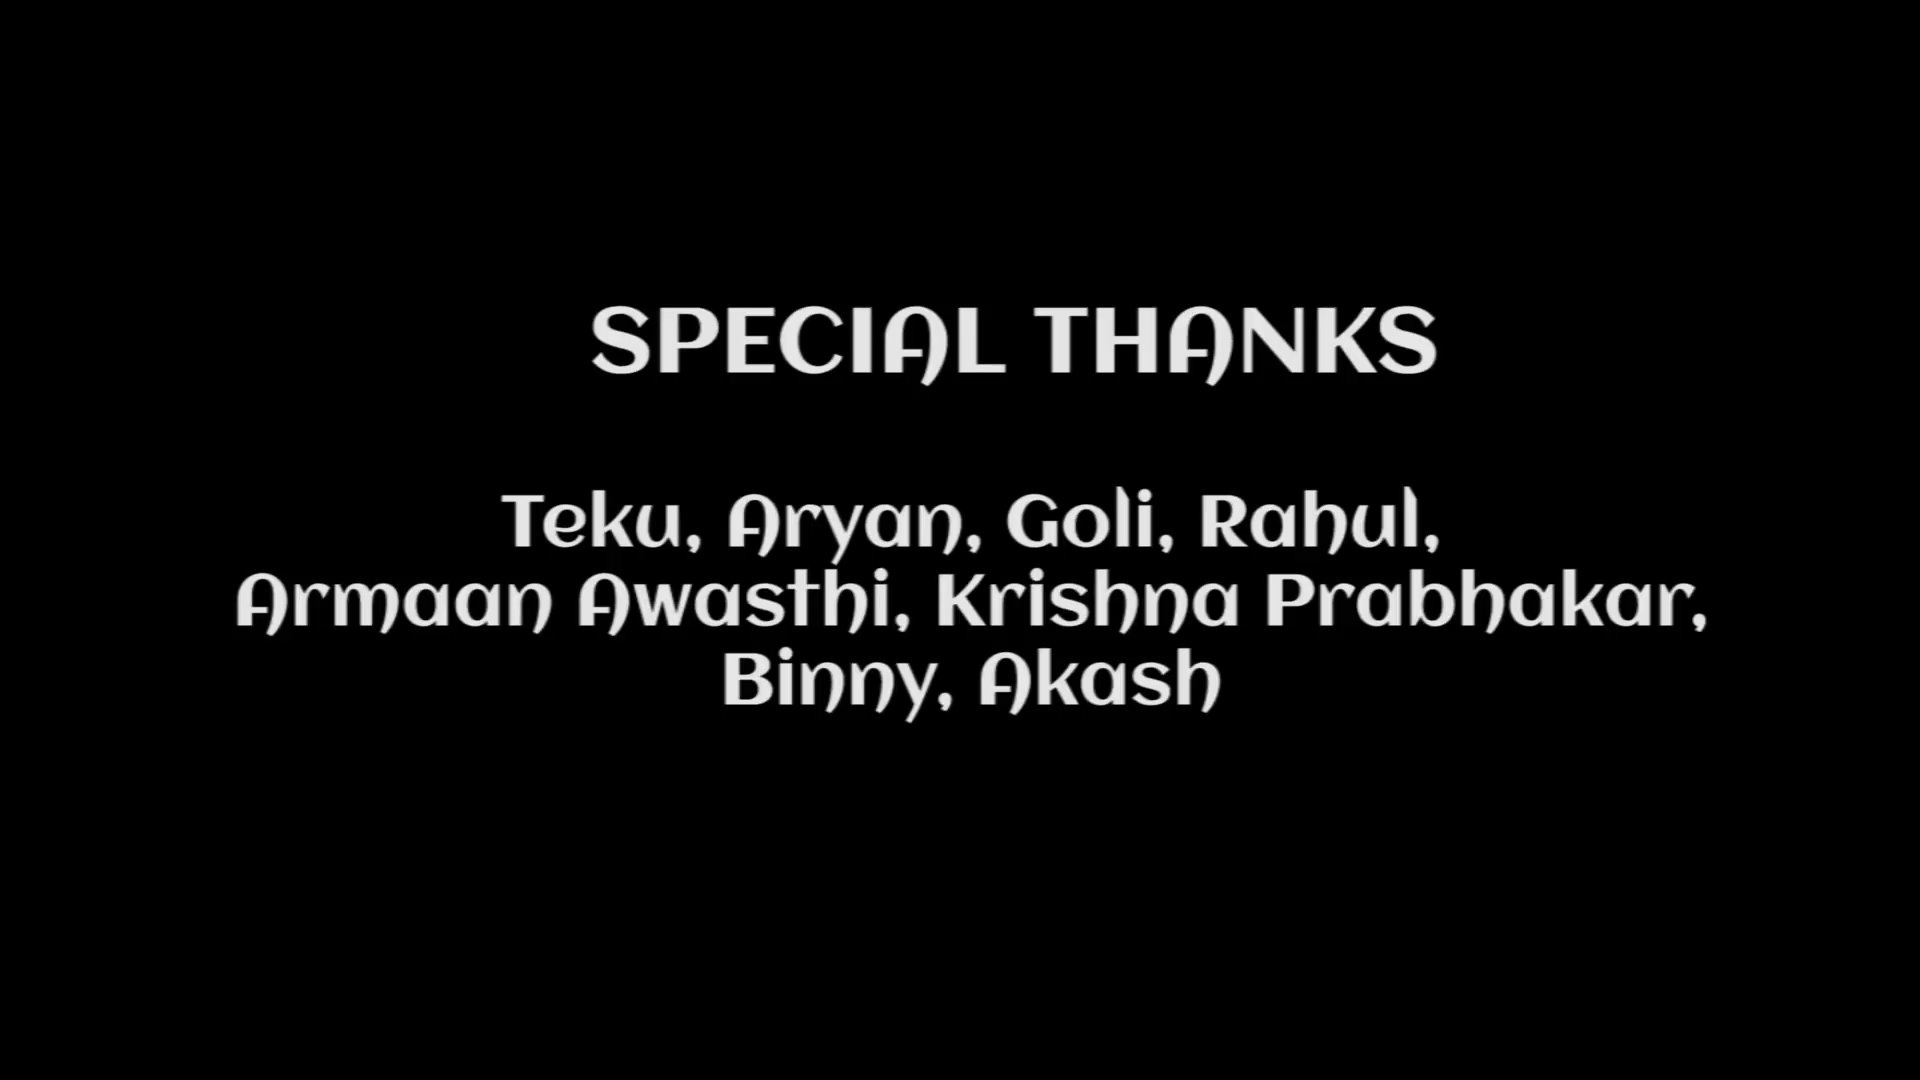 SPECIAL THANKS
Teku, Aryan, Goli, Rahul,
Armaan Awasthi, Krishna Prabhakar,
Binny, Akash